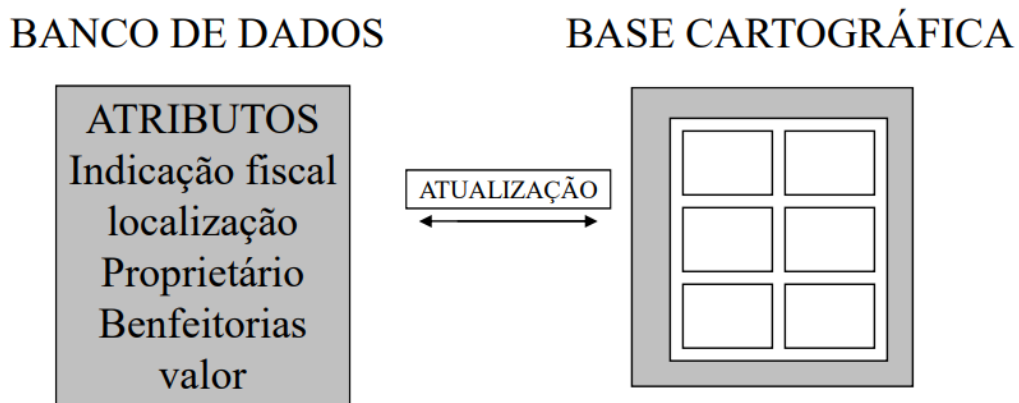 BANCO DE DADOS
BASE CARTOGRÁFICA
ATRIBUTOS
Indicação fiscal
localização
Proprietário
Benfeitorias
valor
ATUALIZAÇÃO